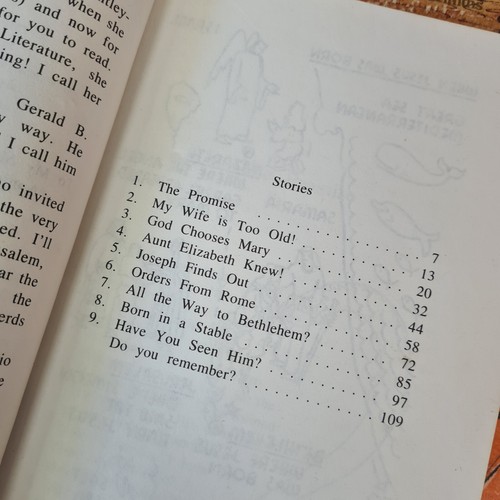 when she
) and now for
for you to read.
Literature, she
ing! I call her
Gerald B.
way. He
I call him
o invited
the very
ed. I'll
salem,
ar the
the
erds
io
e
Stories
1. The Promise . . . . . . . . . . . . . . . . 7
2. My Wife is Too Old! . . . . . . . . . . . 13
3. God Chooses Mary . . . . . . . . . . . . 20
4. Aunt Elizabeth Knew! . . . . . . . . . . 32
5. Joseph Finds Out . . . . . . . . . . . . . 44
6. Orders From Rome . . . . . . . . . . . . 58
7. All the Way to Bethlehem? . . . . . . . 72
8. Born in a Stable . . . . . . . . . . . . . 85
9. Have You Seen Him? . . . . . . . . . . . 97
Do you remember? . . . . . . . . . . . . 109